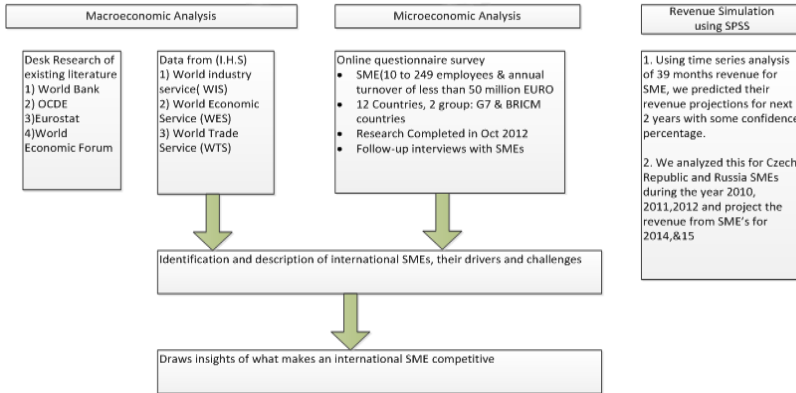 Macroeconomic Analysis
Microeconomic Analysis
Revenue Simulation
using SPSS
Desk Research of
existing literature
1) World Bank
2) OCDE
3)Eurostat
4)World
Economic Forum
Data from (I.H.S)
1) World industry
service( WIS)
2) World Economic
Service (WES)
3) World Trade
Service (WTS)
Online questionnaire survey
• SME(10 to 249 employees & annual
turnover of less than 50 million EURO
• 12 Countries, 2 group: G7 & BRICM
countries
• Research Completed in Oct 2012
• Follow-up interviews with SMEs
1. Using time series analysis
of 39 months revenue for
SME, we predicted their
revenue projections for next
2 years with some confidence
percentage.
2. We analyzed this for Czech
Republic and Russia SMEs
during the year 2010,
2011,2012 and project the
revenue from SME's for
2014,&15
Identification and description of international SMEs, their drivers and challenges
Draws insights of what makes an international SME competitive